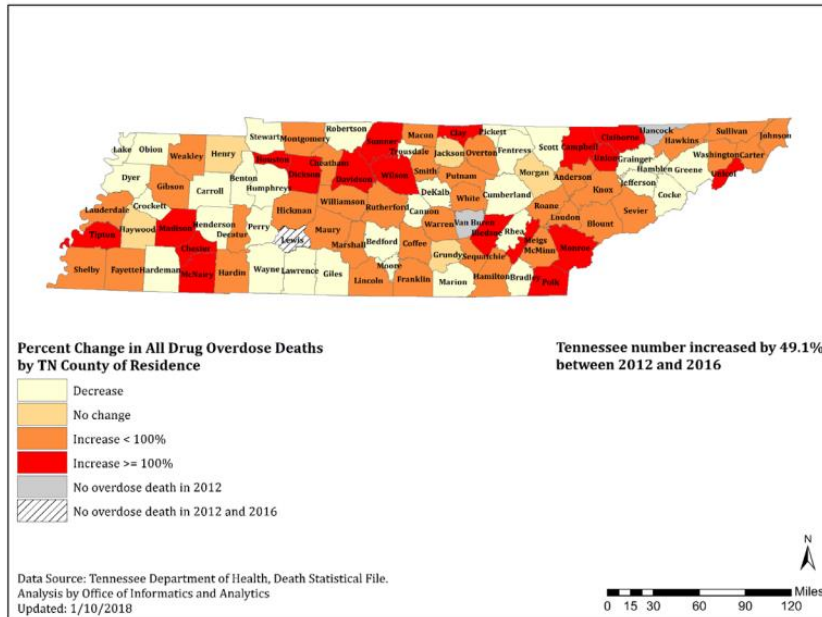 Lake
Obion
Weakley
Henry
Stewart
Montgomery
Robertson
Sumner
Macon
Clay
Pickett
Trousdale
Jackson
Overton
Fentress
Scott
Campbell
Claiborne
Hancock
Hawkins
Sullivan
Johnson
Union
Grainger
Hamblen
Greene
Washington
Carter
Unicoi
Dyer
Gibson
Carroll
Benton
Houston
Humphreys
Dickson
Cheatham
Davidson
Wilson
Smith
Putnam
Morgan
Anderson
Knox
Jefferson
Cocke
Sevier
DeKalb
White
Cumberland
Roane
Loudon
Blount
Lauderdale
Crockett
Haywood
Madison
Henderson
Decatur
Perry
Hickman
Williamson
Rutherford
Cannon
Warren
Van Buren
Rhea
Meigs
McMinn
Monroe
Tipton
Chester
Lewis
Maury
Marshall
Bedford
Coffee
Grundy
Sequatchie
Shelby
Fayette
Hardeman
McNairy
Hardin
Wayne
Lawrence
Giles
Lincoln
Moore
Franklin
Marion
Hamilton
Bradley
Polk
Percent Change in All Drug Overdose Deaths
by TN County of Residence
Tennessee number increased by 49.1%
between 2012 and 2016
Decrease
No change
Increase < 100%
Increase >= 100%
No overdose death in 2012
No overdose death in 2012 and 2016
Data Source: Tennessee Department of Health, Death Statistical File.
Analysis by Office of Informatics and Analytics
Updated: 1/10/2018
N
Miles
0 15 30 60 90 120